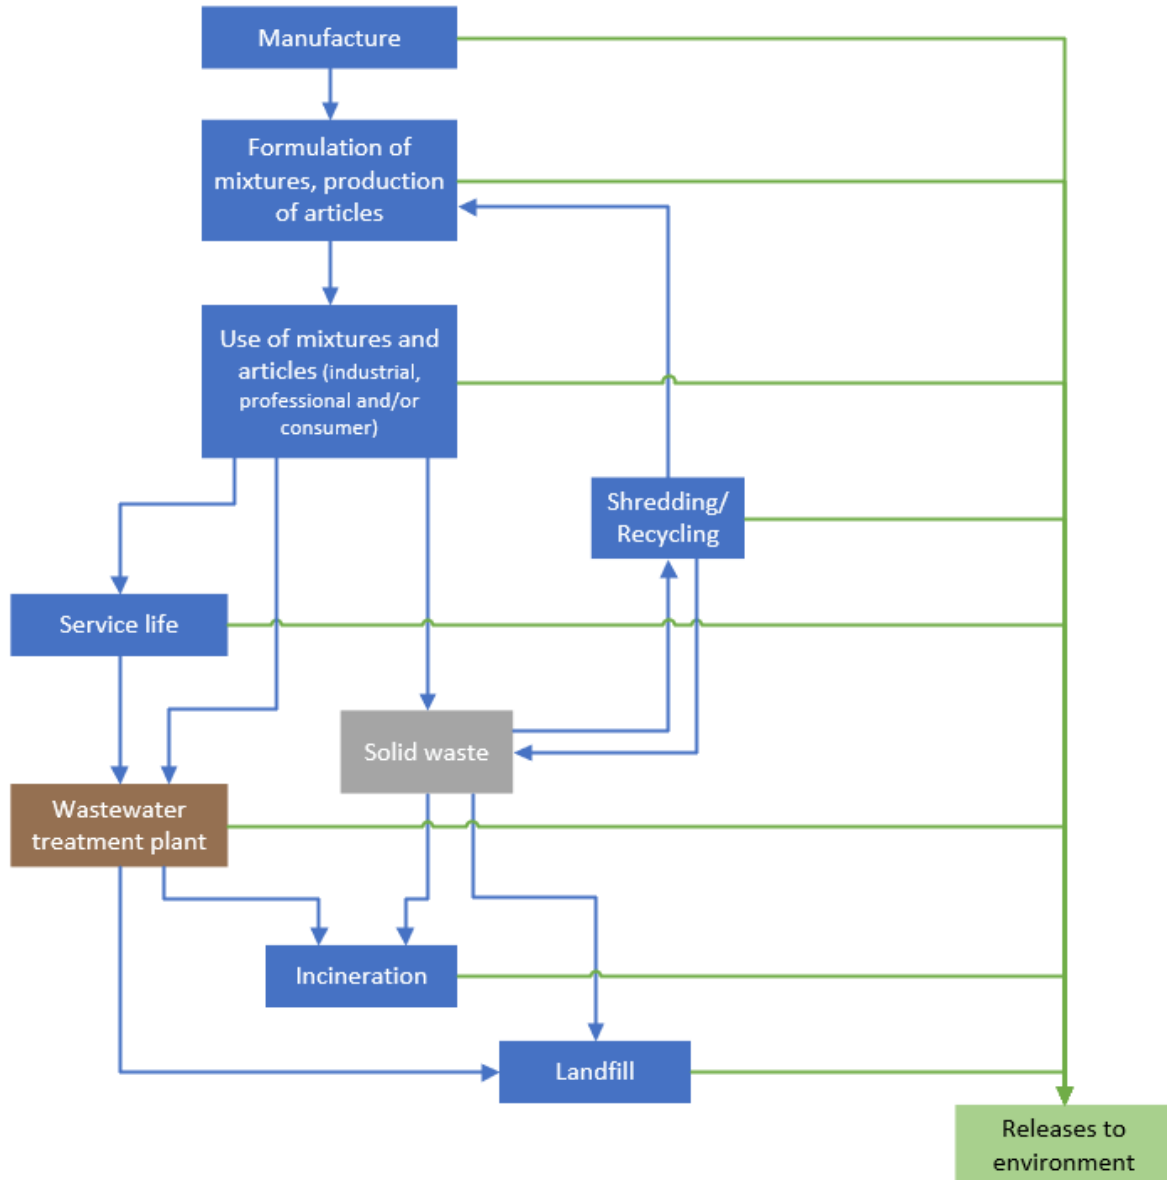 Manufacture
Formulation of
mixtures, production
of articles
Use of mixtures and
articles (industrial,
professional and/or
consumer)
Shredding/
Recycling
Service life
Solid waste
Wastewater
treatment plant
Incineration
Landfill
Releases to
environment